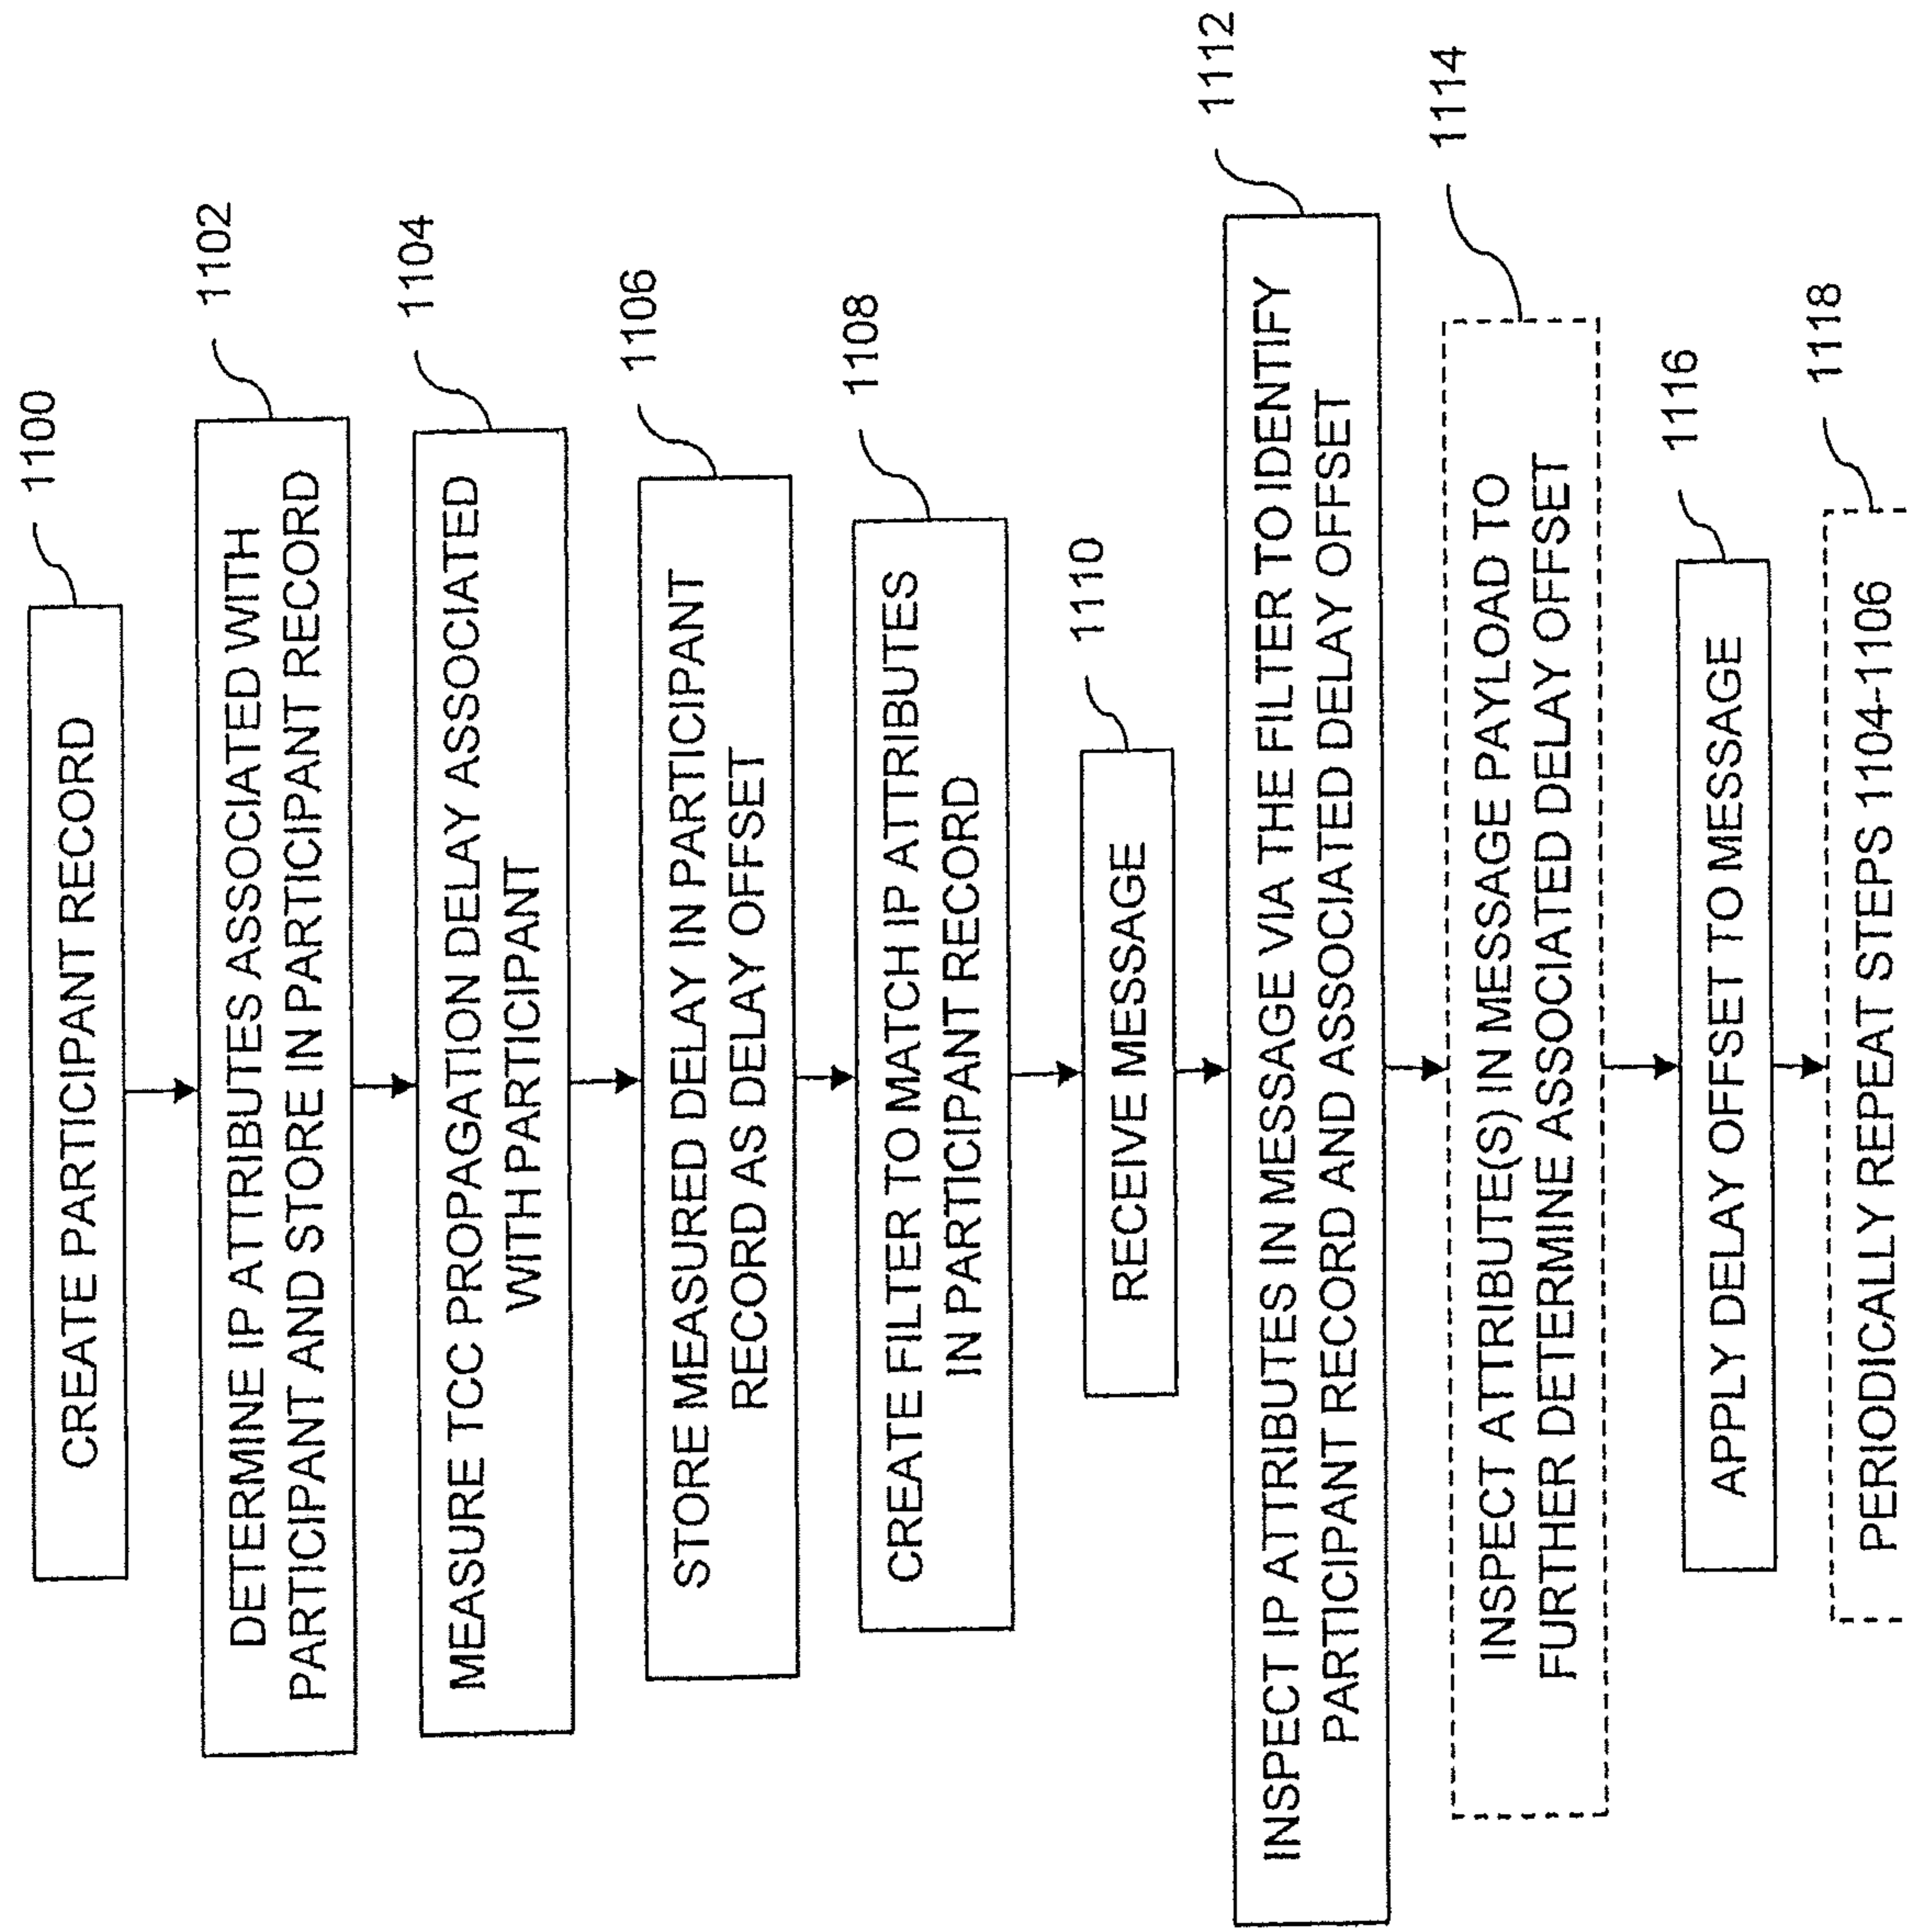 1100
CREATE PARTICIPANT RECORD
1102
DETERMINE IP ATTRIBUTES ASSOCIATED WITH
PARTICIPANT AND STORE IN PARTICIPANT RECORD
1104
MEASURE TCC PROPAGATION DELAY ASSOCIATED
WITH PARTICIPANT
1106
STORE MEASURED DELAY IN PARTICIPANT
RECORD AS DELAY OFFSET
1108
CREATE FILTER TO MATCH IP ATTRIBUTES
IN PARTICIPANT RECORD
1110
RECEIVE MESSAGE
1112
INSPECT IP ATTRIBUTES IN MESSAGE VIA THE FILTER TO IDENTIFY
PARTICIPANT RECORD AND ASSOCIATED DELAY OFFSET
1114
INSPECT ATTRIBUTE(S) IN MESSAGE PAYLOAD TO
FURTHER DETERMINE ASSOCIATED DELAY OFFSET
1116
APPLY DELAY OFFSET TO MESSAGE
1118
PERIODICALLY REPEAT STEPS 1104-1106